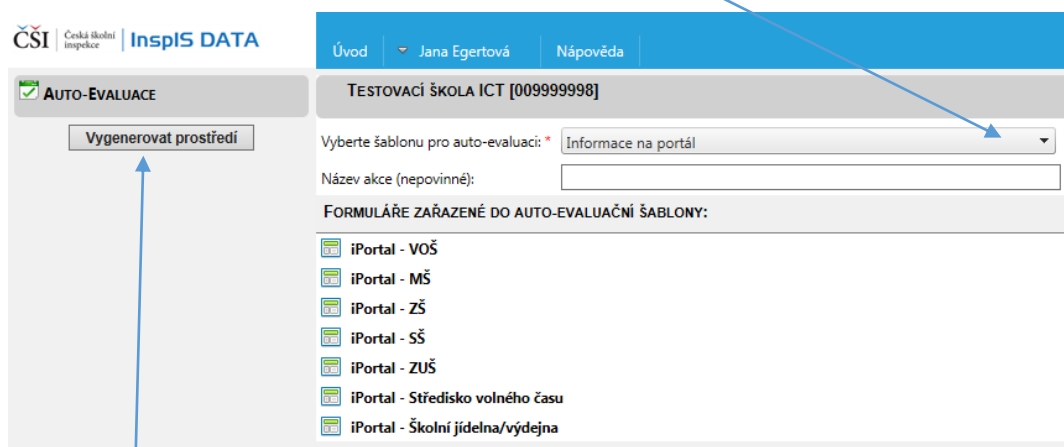 ČŠI Česká školní inspekce InspIS DATA
Úvod Jana Egertová Nápověda
AUTO-EVALUACE
TESTOVACÍ ŠKOLA ICT [009999998]
Vygenerovat prostředí
Vyberte šablonu pro auto-evaluaci: * Informace na portál
Název akce (nepovinné):
FORMULÁŘE ZAŘAZENÉ DO AUTO-EVALUAČNÍ ŠABLONY:
iPortal - VOŠ
iPortal - MŠ
iPortal - ZŠ
iPortal - SŠ
iPortal - ZUŠ
iPortal - Středisko volného času
iPortal - Školní jídelna/výdejna